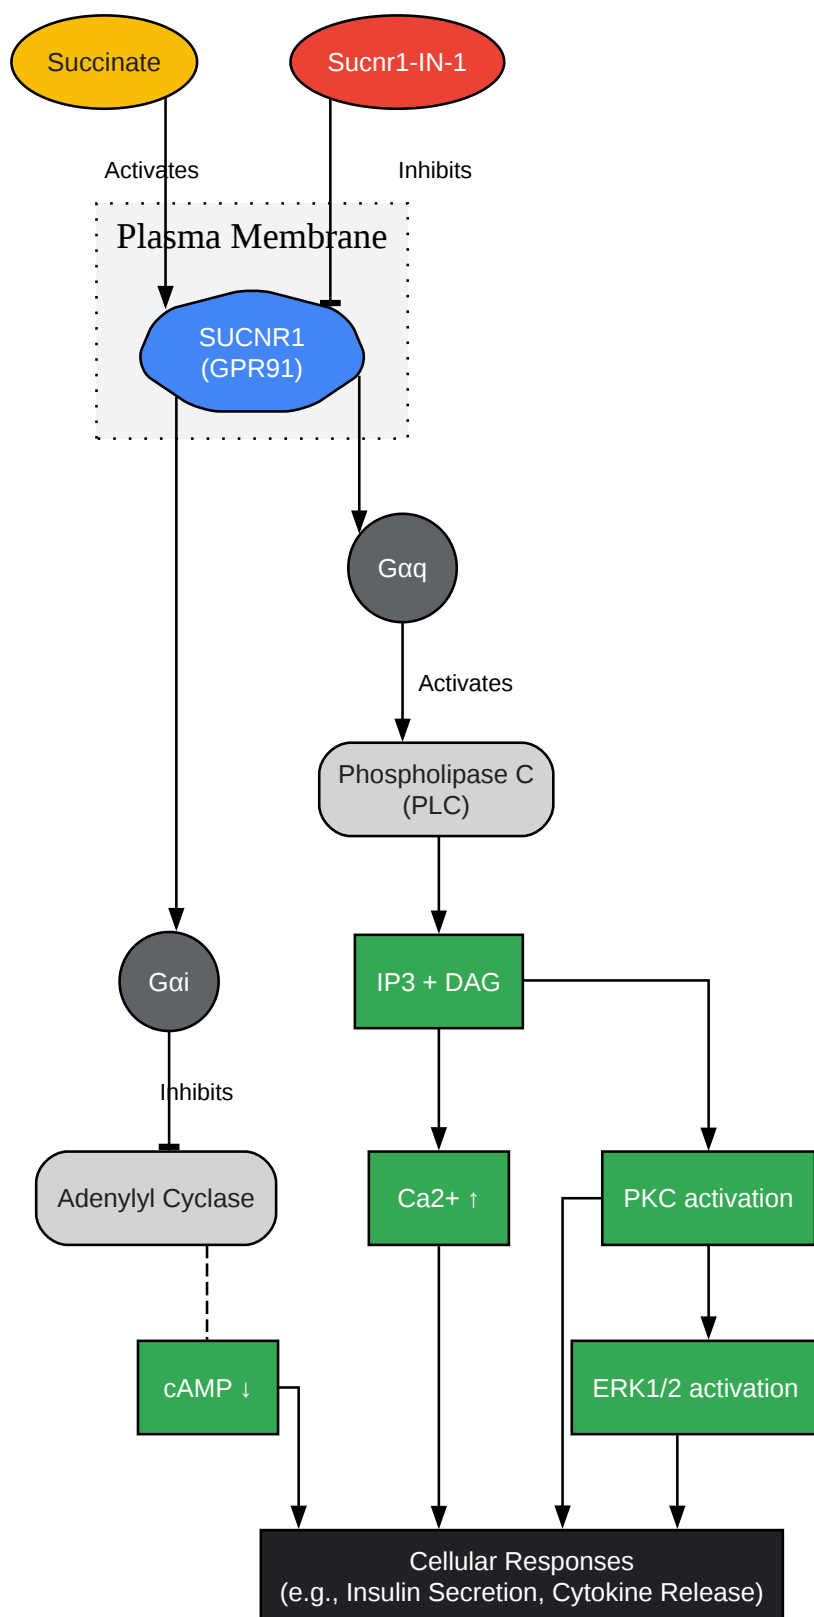 Succinate
Sucnr1-IN-1
Activates
Inhibits
Plasma Membrane
SUCNR1
(GPR91)
Gαq
Activates
Phospholipase C
(PLC)
Gαi
IP3 + DAG
Inhibits
Adenylyl Cyclase
Ca2+ ↑
PKC activation
cAMP ↓
ERK1/2 activation
Cellular Responses
(e.g., Insulin Secretion, Cytokine Release)